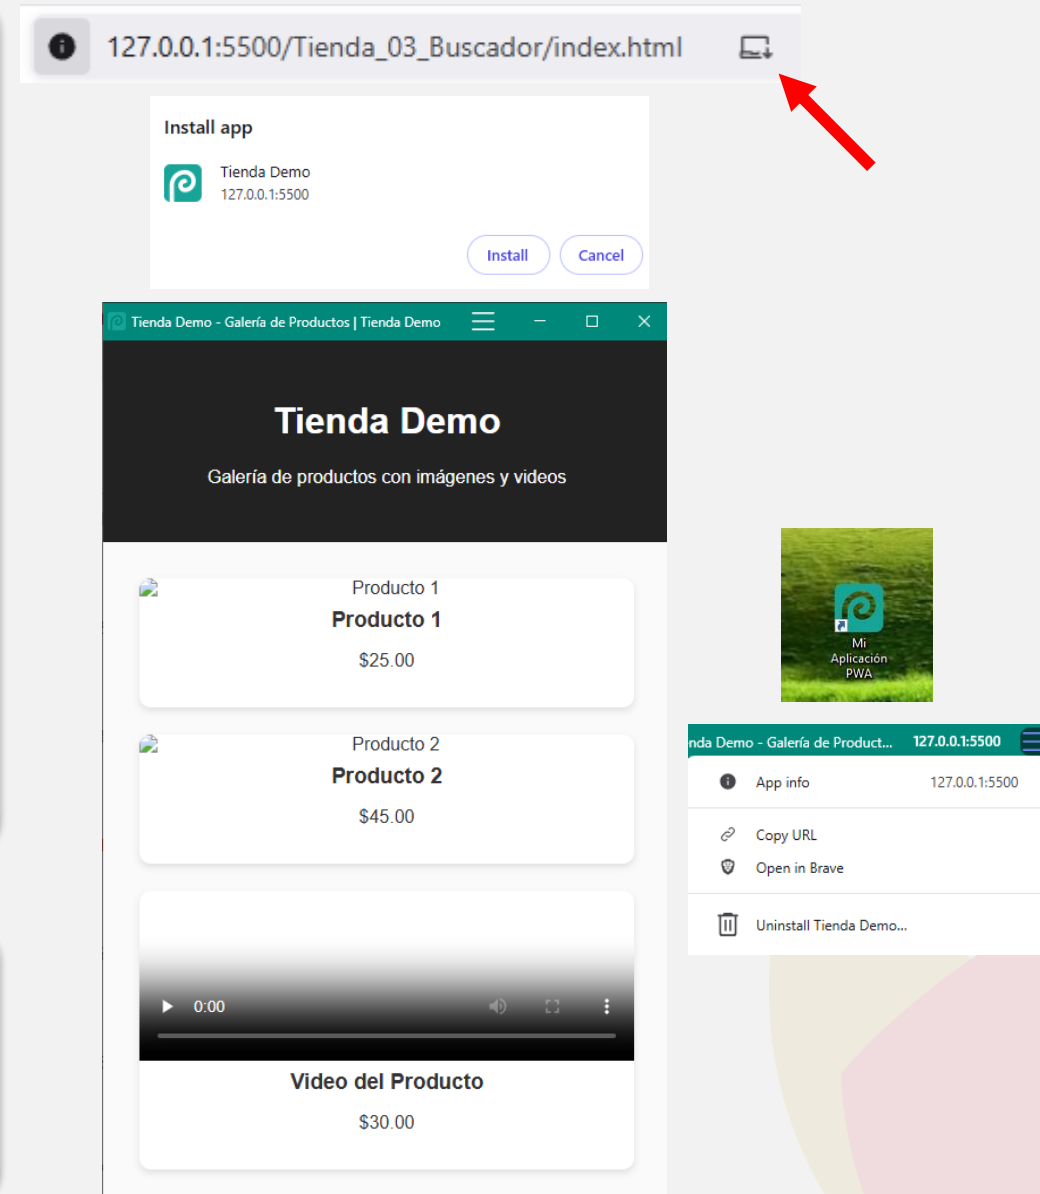 127.0.0.1:5500/Tienda_03_Buscador/index.html
Install app
Tienda Demo
127.0.0.1:5500
Install
Cancel
Tienda Demo - Galería de Productos | Tienda Demo
Tienda Demo
Galería de productos con imágenes y videos
Producto 1
Producto 1
$25.00
Producto 2
Producto 2
$45.00
0:00
Video del Producto
$30.00
Mi
Aplicación
PWA
nda Demo - Galería de Product... 127.0.0.1:5500
App info 127.0.0.1:5500
Copy URL
Open in Brave
Uninstall Tienda Demo...